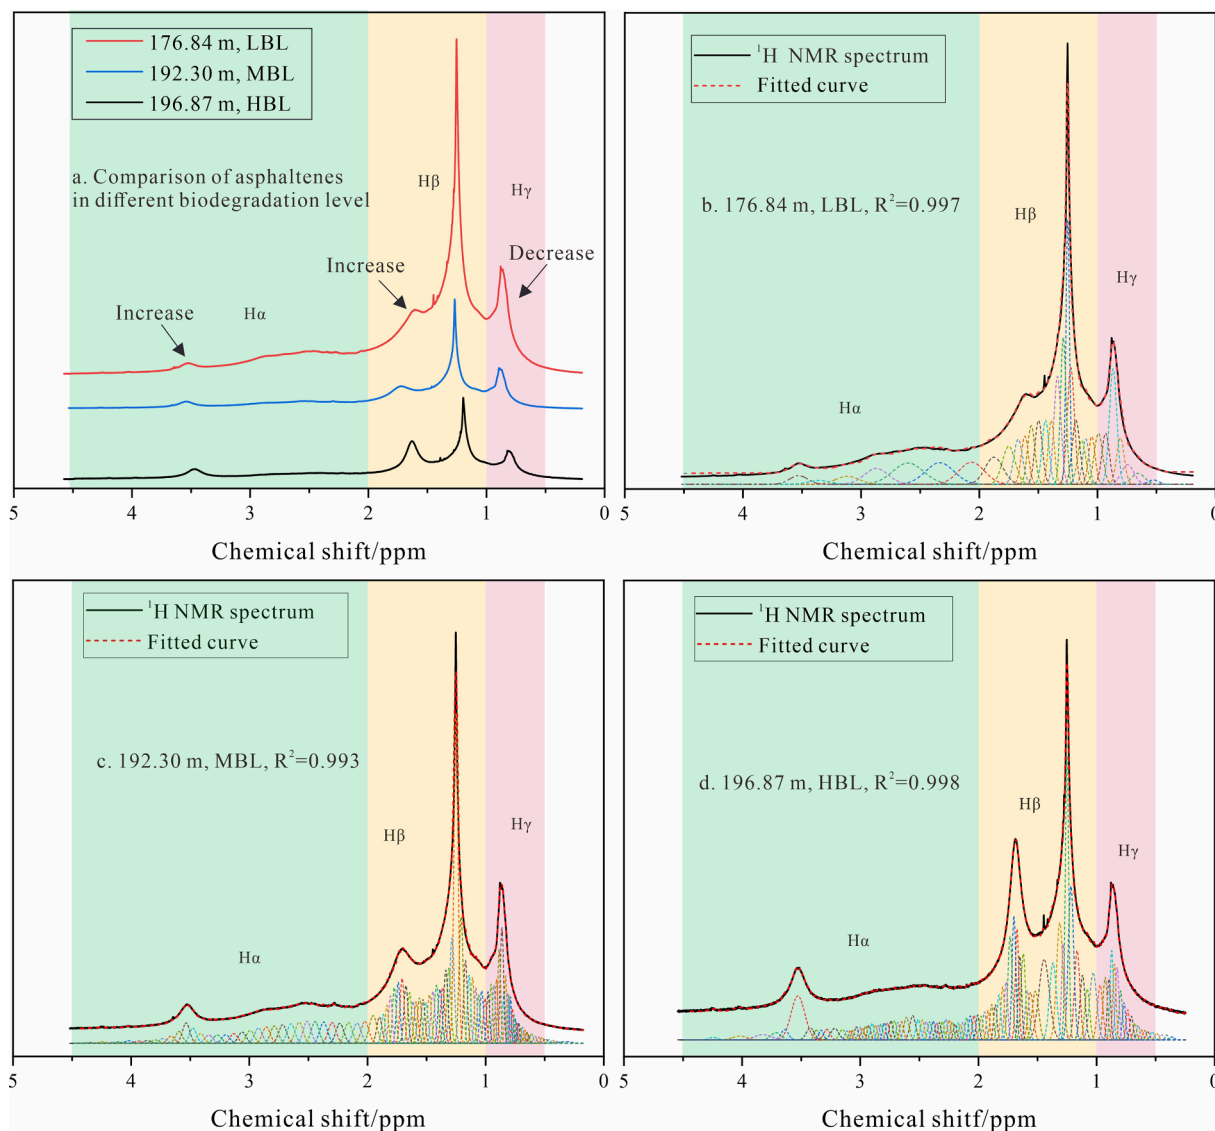 176.84 m, LBL
192.30 m, MBL
196.87 m, HBL
a. Comparison of asphaltenes
in different biodegradation level
Hβ
Hγ
Increase
Decrease
Increase
Hα
5 4 3 2 1 0
Chemical shift/ppm
¹H NMR spectrum
Fitted curve
b. 176.84 m, LBL, R²=0.997
Hβ
Hγ
Hα
5 4 3 2 1 0
Chemical shift/ppm
¹H NMR spectrum
Fitted curve
c. 192.30 m, MBL, R²=0.993
Hβ
Hγ
Hα
5 4 3 2 1 0
Chemical shift/ppm
¹H NMR spectrum
Fitted curve
d. 196.87 m, HBL, R²=0.998
Hβ
Hγ
Hα
5 4 3 2 1 0
Chemical shitf/ppm